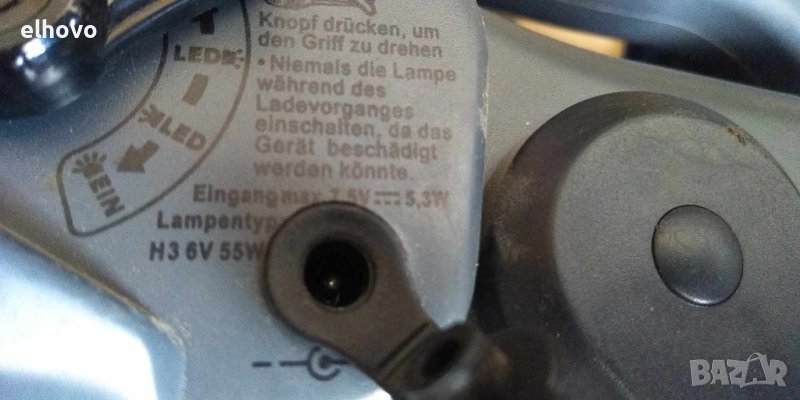 elhovo
Knopf drücken, um
den Griff zu drehen
• Niemals die Lampe
während des
Ladevorganges
einschalten, da das
Gerät beschädigt
werden könnte.
Eingang max. 7,5V 5,3W
Lampentyp
H3 6V 55W
LED
LED
EIN
BAZAR